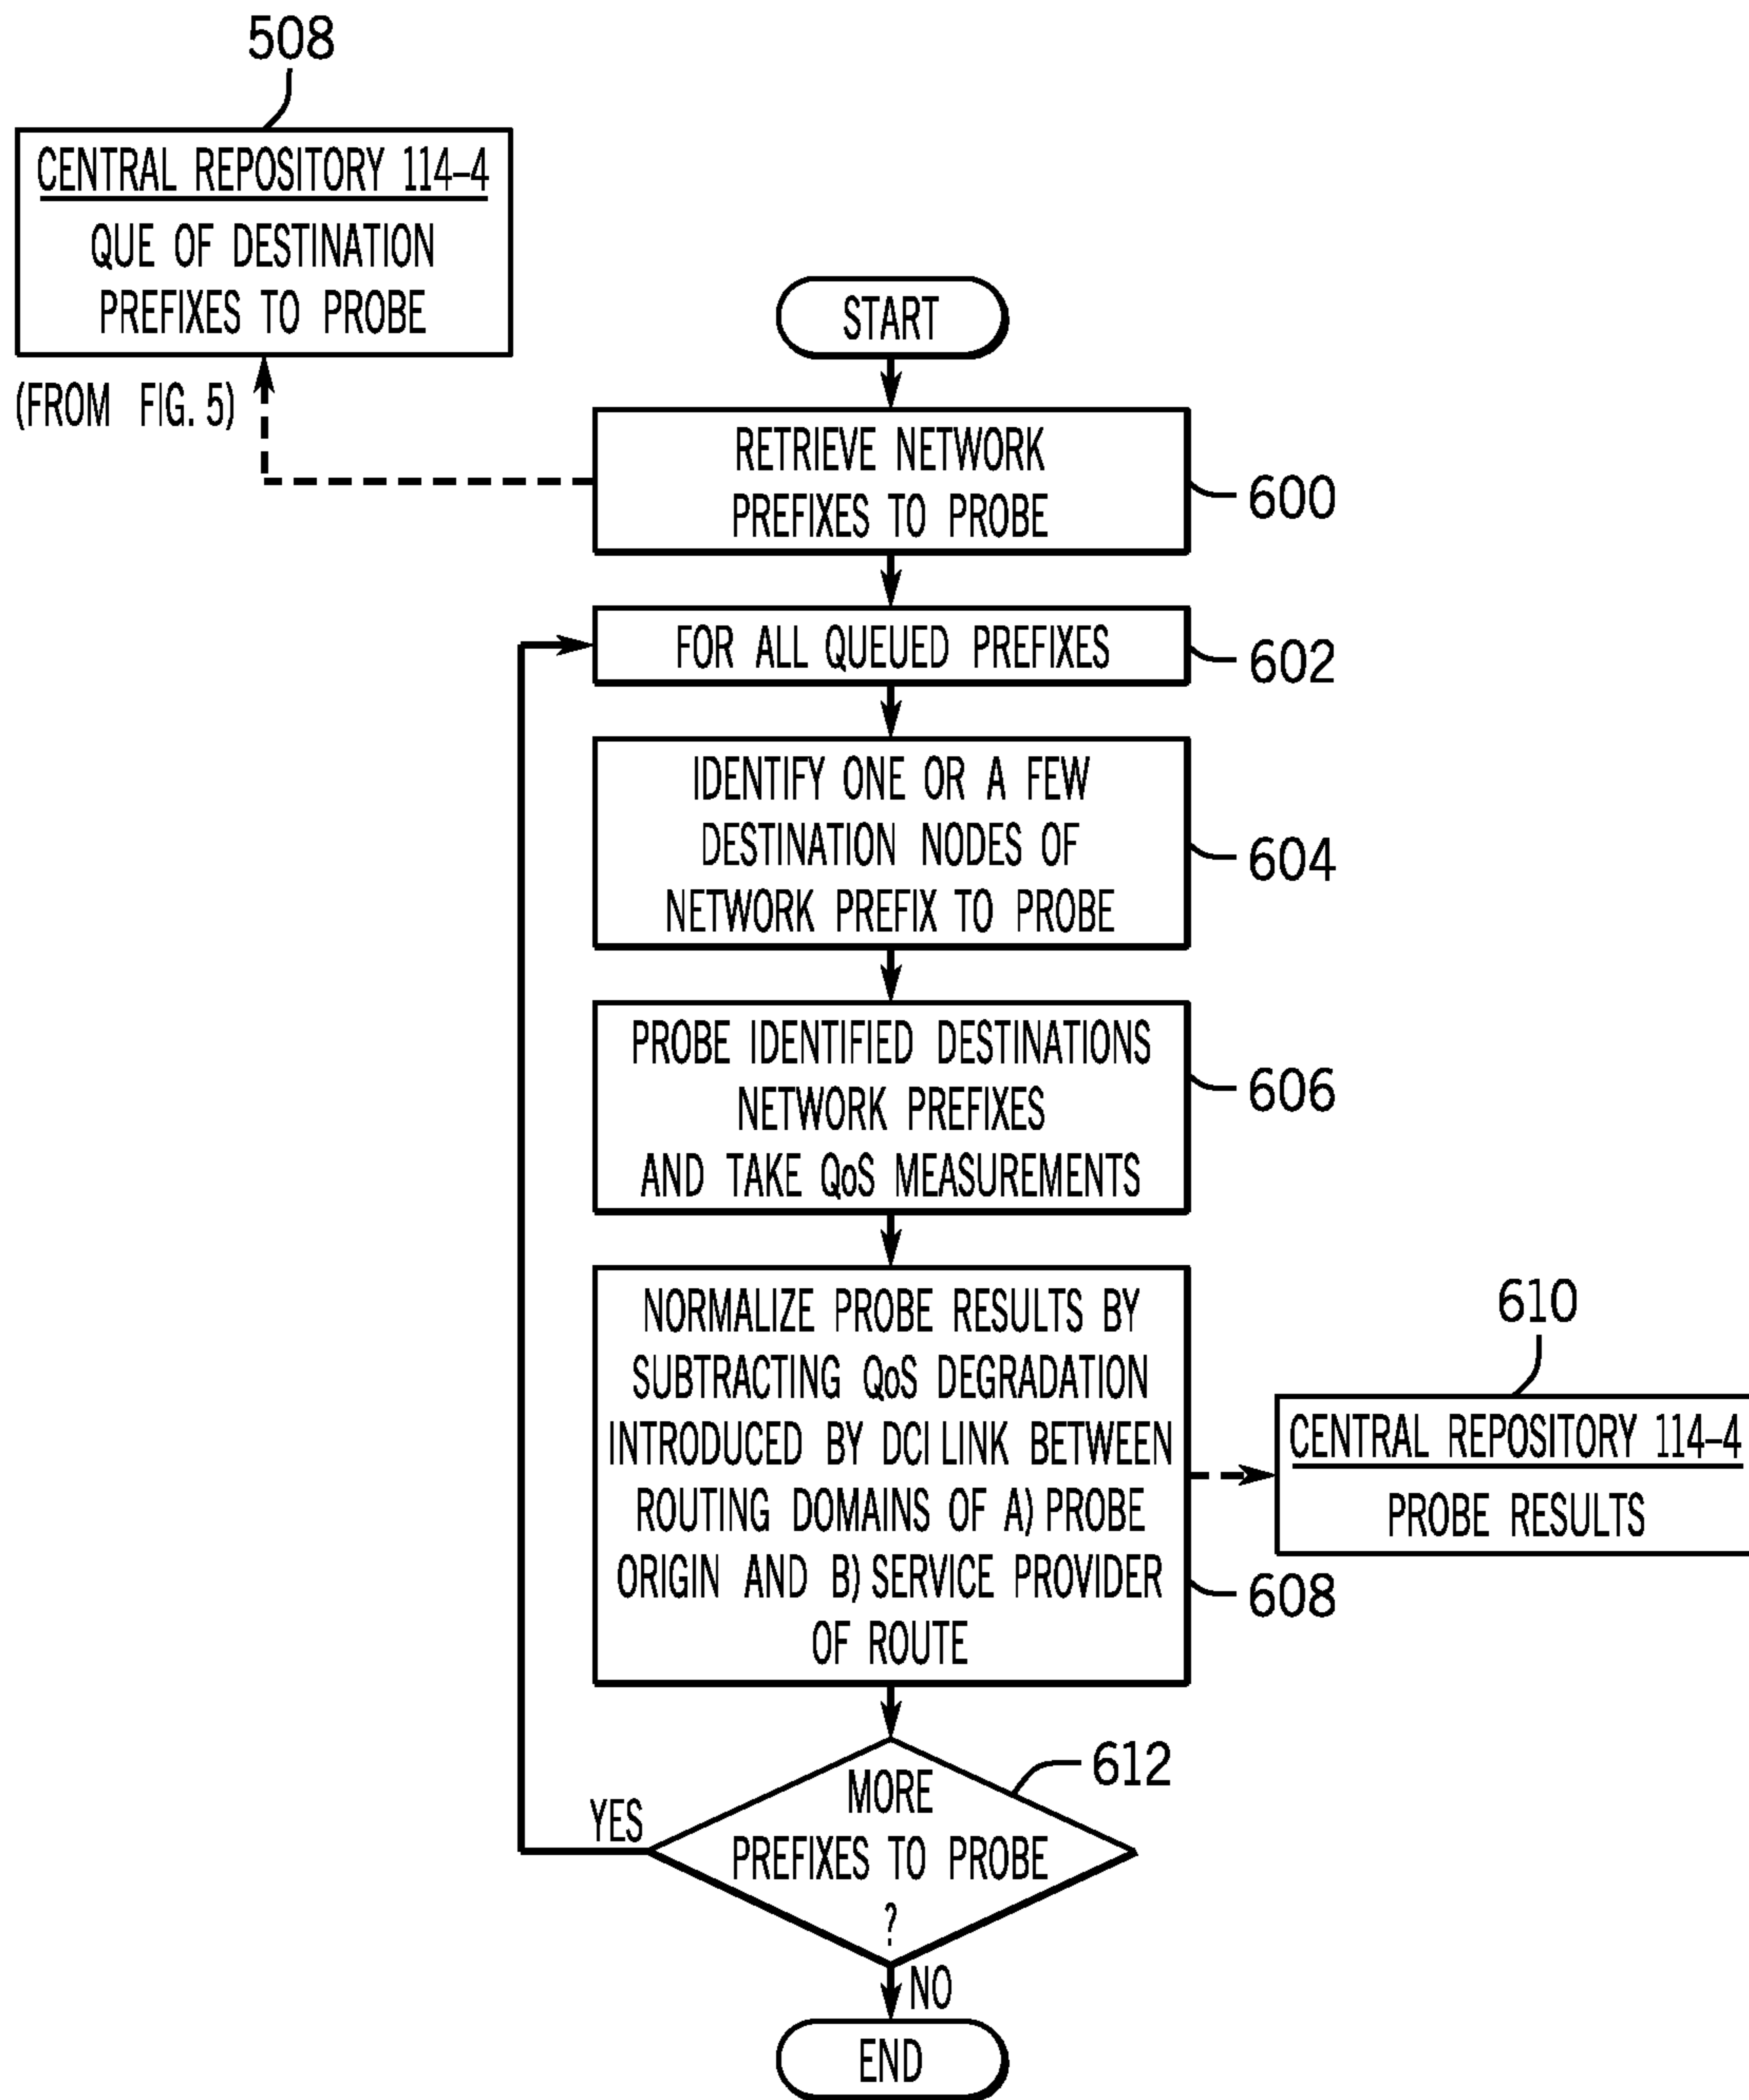 508
CENTRAL REPOSITORY 114-4
QUE OF DESTINATION
PREFIXES TO PROBE
(FROM FIG. 5)
START
RETRIEVE NETWORK
PREFIXES TO PROBE
600
FOR ALL QUEUED PREFIXES
602
IDENTIFY ONE OR A FEW
DESTINATION NODES OF
NETWORK PREFIX TO PROBE
604
PROBE IDENTIFIED DESTINATIONS
NETWORK PREFIXES
AND TAKE QoS MEASUREMENTS
606
NORMALIZE PROBE RESULTS BY
SUBTRACTING QoS DEGRADATION
INTRODUCED BY DCI LINK BETWEEN
ROUTING DOMAINS OF A) PROBE
ORIGIN AND B) SERVICE PROVIDER
OF ROUTE
608
610
CENTRAL REPOSITORY 114-4
PROBE RESULTS
612
MORE
PREFIXES TO PROBE
?
YES
NO
END